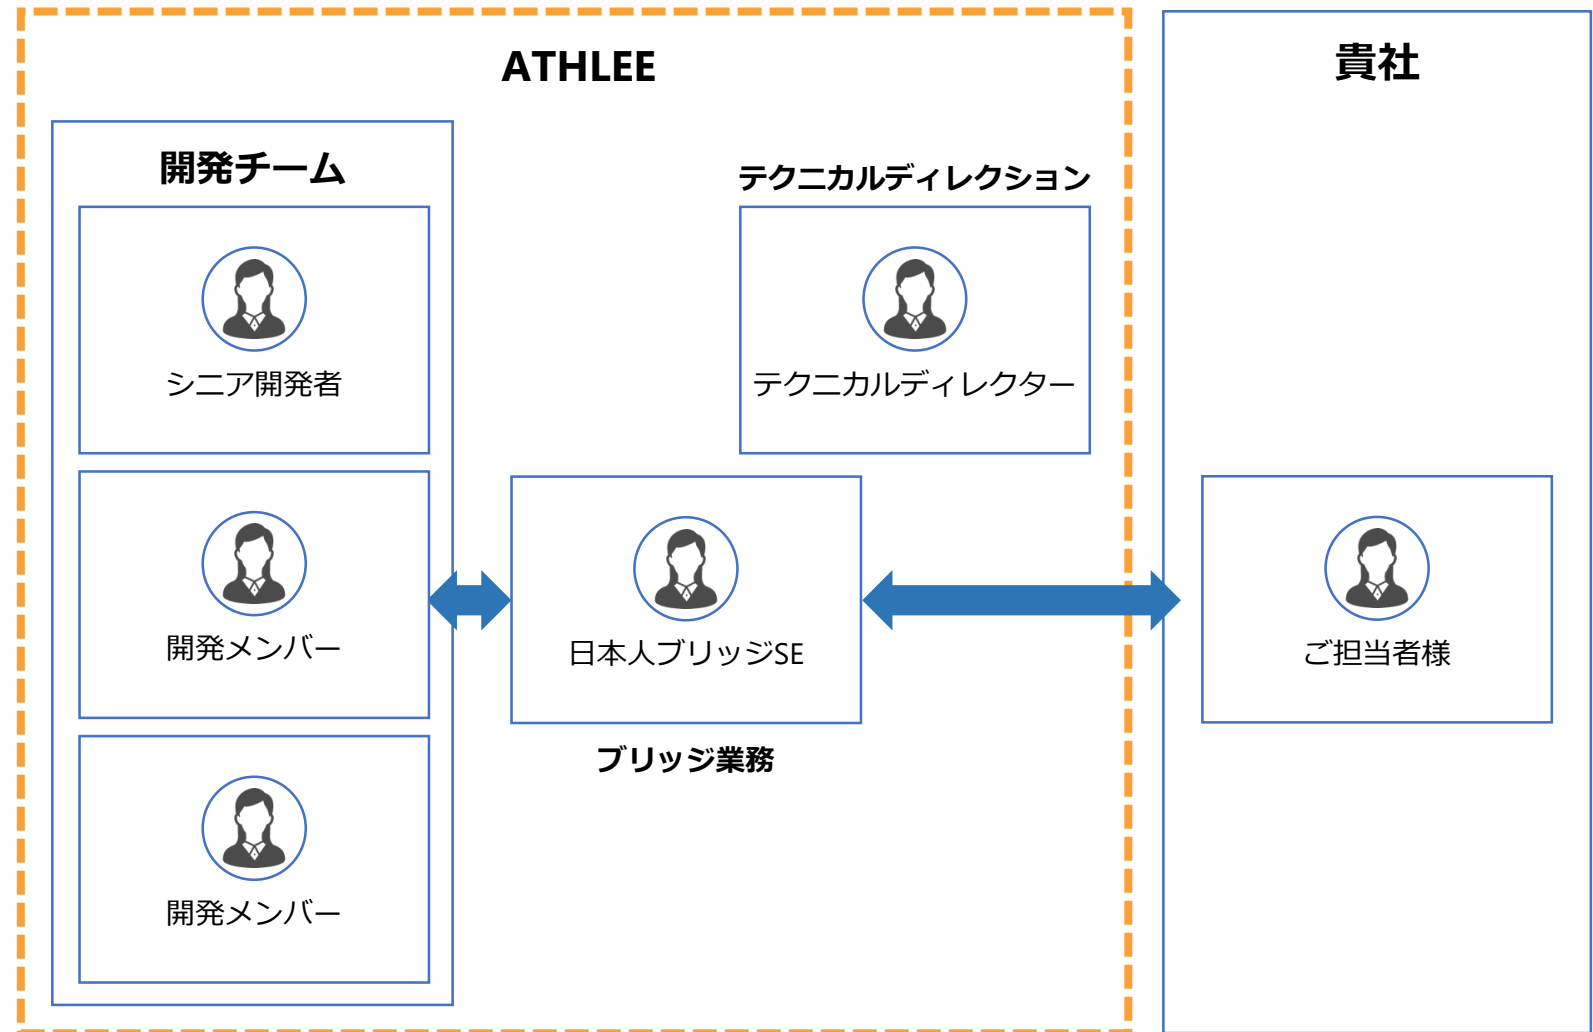 ATHLEE
貴社
開発チーム
テクニカルディレクション
シニア開発者
テクニカルディレクター
開発メンバー
日本人ブリッジSE
ご担当者様
ブリッジ業務
開発メンバー